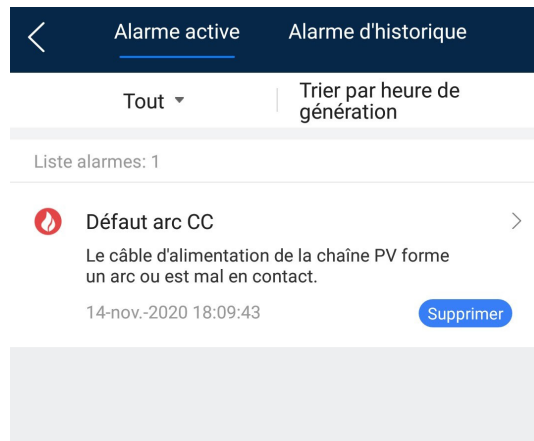 Alarme active
Alarme d'historique
Tout
Trier par heure de
génération
Liste alarmes: 1
Défaut arc CC
Le câble d'alimentation de la chaîne PV forme
un arc ou est mal en contact.
14-nov.-2020 18:09:43
Supprimer